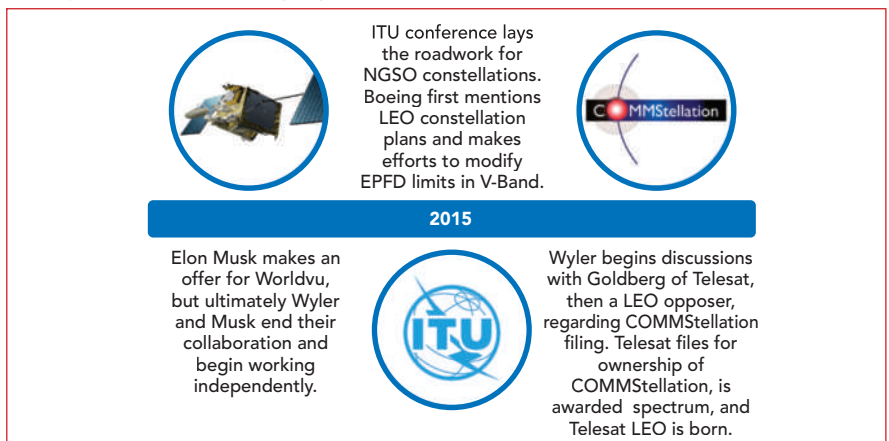 ITU conference lays
the roadwork for
NGSO constellations.
Boeing first mentions
LEO constellation
plans and makes
efforts to modify
EPFD limits in V-Band.
COMMStellation
2015
Elon Musk makes an
offer for Worldvu,
but ultimately Wyler
and Musk end their
collaboration and
begin working
independently.
ITU
Wyler begins discussions
with Goldberg of Telesat,
then a LEO opposer,
regarding COMMStellation
filing. Telesat files for
ownership of
COMMStellation, is
awarded spectrum, and
Telesat LEO is born.